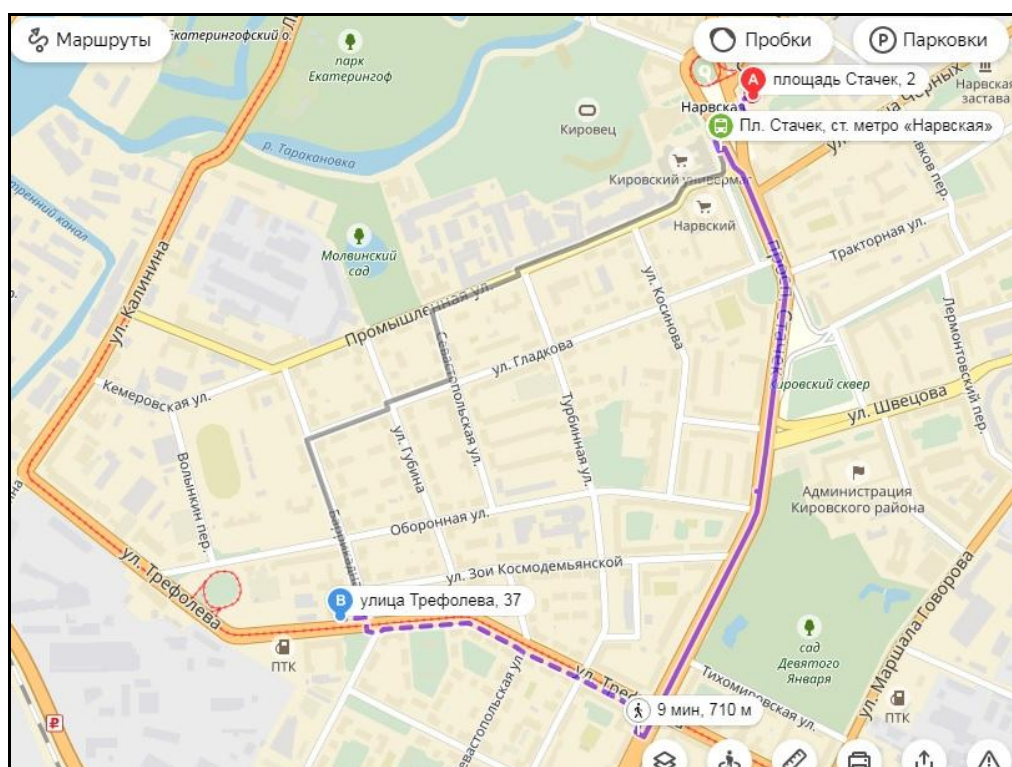 Маршруты
Екатерингофский о.
Пробки
Парковки
парк
Екатерингоф
площадь Стачек, 2
Нарвская
застава
Пл. Стачек, ст. метро «Нарвская»
Кировец
р. Таракановка
Кировский универмаг
Нарвский
Тракторная ул.
Молвинский
сад
ул. Калинина
Промышленная ул.
ул. Косинова
просп. Стачек
Лермонтовский пер.
Севастопольская ул.
ул. Гладкова
Кировский сквер
ул. Швецова
Кемеровская ул.
Турбинная ул.
ул. Губина
Волынкин пер.
Администрация
Кировского района
Оборонная ул.
ул. Зои Космодемьянской
ул. Трефолева
улица Трефолева, 37
ПТК
сад
Девятого
Января
ул. Маршала Говорова
Тихомировская ул.
ПТК
9 мин, 710 м
A
B
P
₽